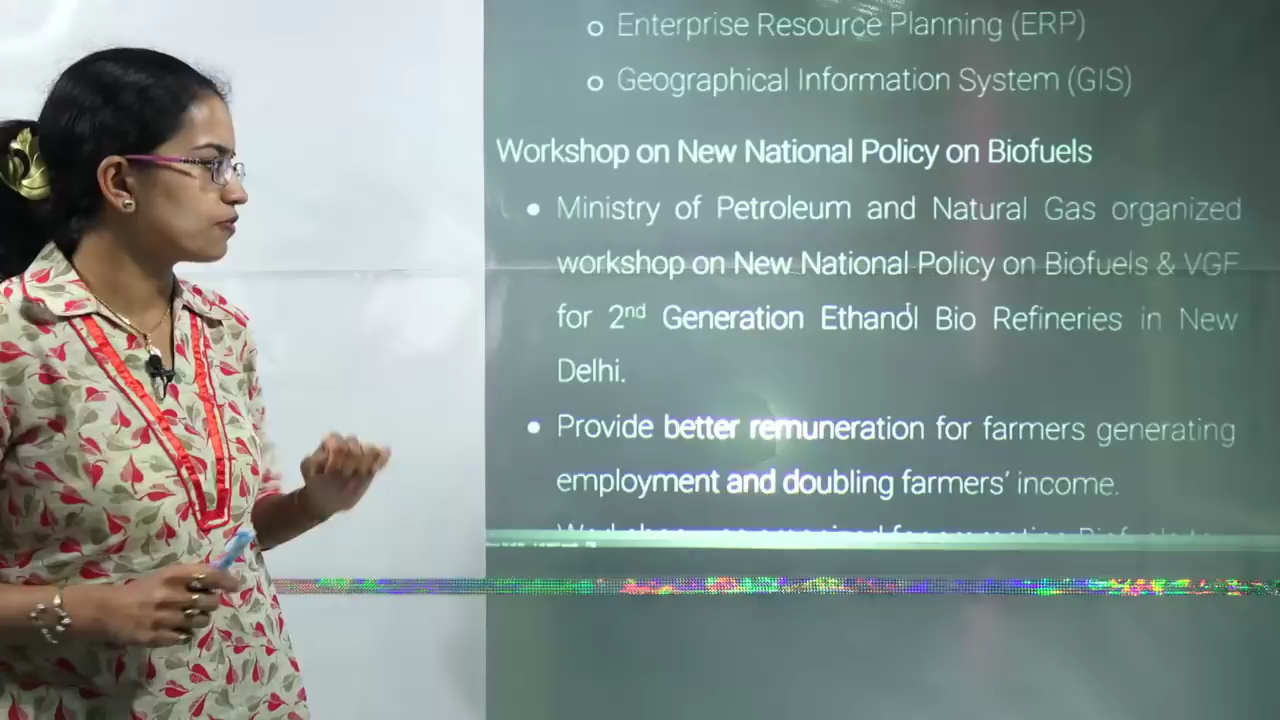 o Enterprise Resource Planning (ERP)
o Geographical Information System (GIS)
Workshop on New National Policy on Biofuels
• Ministry of Petroleum and Natural Gas organized
workshop on New National Policy on Biofuels & VGF
for 2nd Generation Ethanol Bio Refineries in New
Delhi.
• Provide better remuneration for farmers generating
employment and doubling farmers' income.